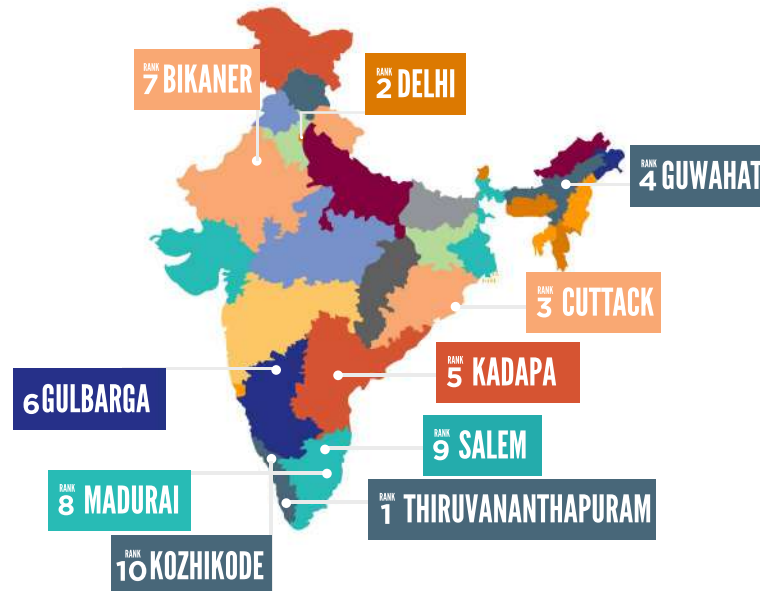 RANK 7 BIKANER
RANK 2 DELHI
RANK 4 GUWAHAT
RANK 3 CUTTACK
RANK 5 KADAPA
6 GULBARGA
RANK 9 SALEM
RANK 8 MADURAI
RANK 1 THIRUVANANTHAPURAM
RANK 10 KOZHIKODE